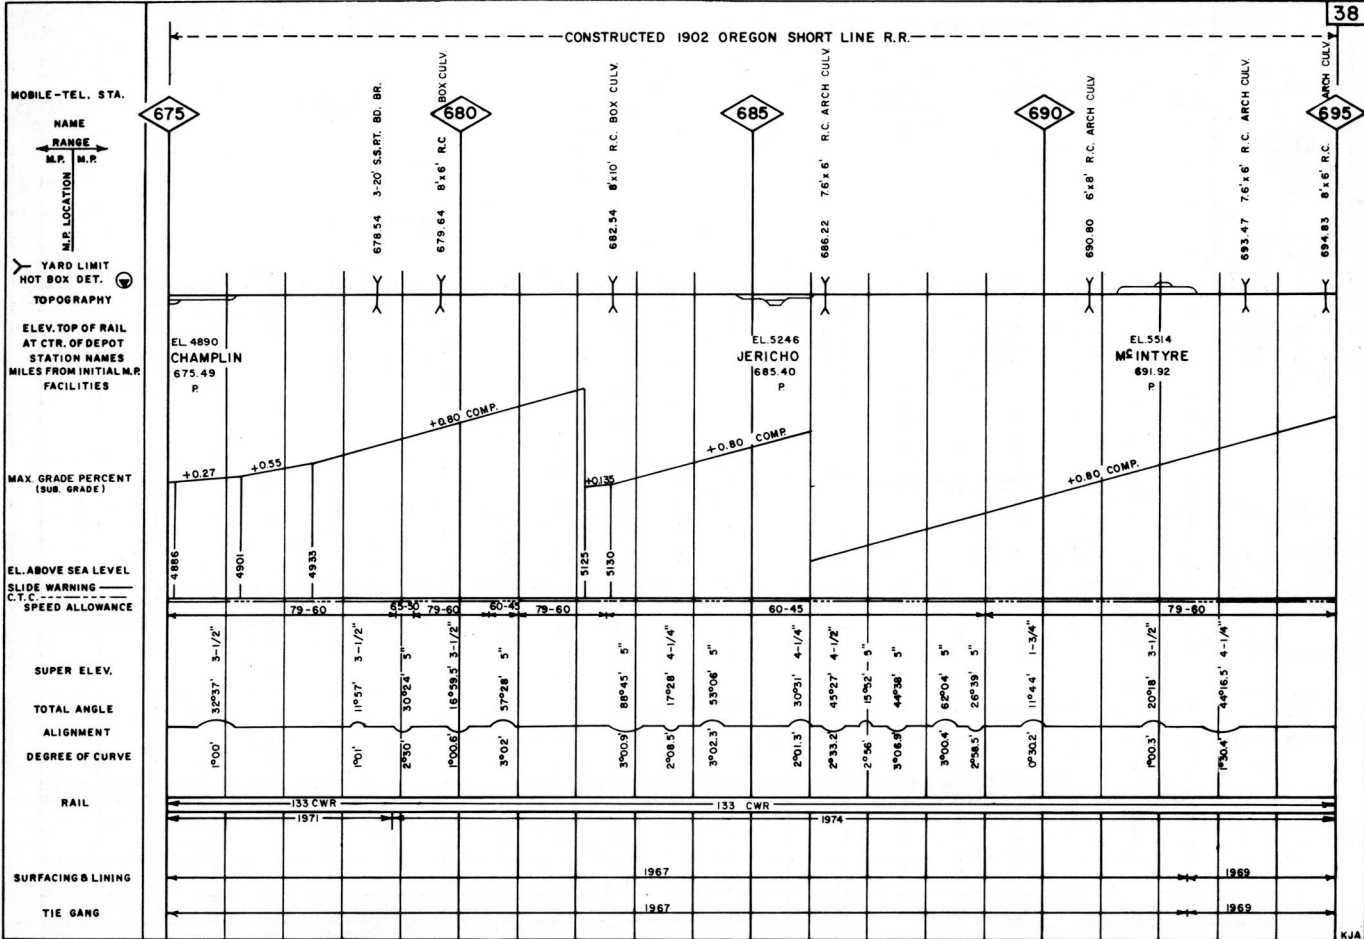 38
CONSTRUCTED 1902 OREGON SHORT LINE R.R.
MOBILE-TEL. STA.
NAME
RANGE
M.P. M.P.
M.P. LOCATION
YARD LIMIT
HOT BOX DET.
TOPOGRAPHY
ELEV. TOP OF RAIL
AT CTR. OF DEPOT
STATION NAMES
MILES FROM INITIAL M.P.
FACILITIES
MAX. GRADE PERCENT
(SUB. GRADE)
EL. ABOVE SEA LEVEL
SLIDE WARNING
C.T.C.
SPEED ALLOWANCE
SUPER ELEV.
TOTAL ANGLE
ALIGNMENT
DEGREE OF CURVE
RAIL
SURFACING & LINING
TIE GANG
675 680 685 690 695
678.54 3-20' S.S.RT. BD. BR.
679.64 8'x6' R.C BOX CULV.
682.54 8'x10' R.C. BOX CULV.
686.22 7.6'x6' R.C. ARCH CULV.
690.80 6'x8' R.C. ARCH CULV.
693.47 7.6'x6' R.C. ARCH CULV.
694.83 8'x6' R.C. ARCH CULV.
EL. 4890
CHAMPLIN
675.49
P.
EL. 5246
JERICHO
685.40
P
EL. 5514
McINTYRE
691.92
P
+0.27 +0.55 +0.80 COMP. +0.135 +0.80 COMP. +0.80 COMP.
4886 4901 4933 5125 5130
79-60 65-50 79-60 60-45 79-60 60-45 79-60
3-1/2" 3-1/2" 5" 3-1/2" 5" 5" 4-1/4" 5" 4-1/4" 4-1/2" 5" 5" 5" 5" 1-3/4" 3-1/2" 4-1/4"
32°37' 11°57' 30°24' 16°59.5' 57°28' 88°45' 17°28' 53°06' 30°31' 45°27' 15°52' 44°38' 62°04' 26°39' 11°44' 20°18' 44°16.5'
1°00' 1°01' 2°30' 1°00.6' 3°02' 3°00.9' 2°08.5' 3°02.3' 2°01.3' 2°33.2' 2°56' 3°06.9' 3°00.4' 2°58.5' 0°30.2' 1°00.3' 1°30.4'
133 CWR 133 CWR
1971 1974
1967 1969
1967 1969
KJA